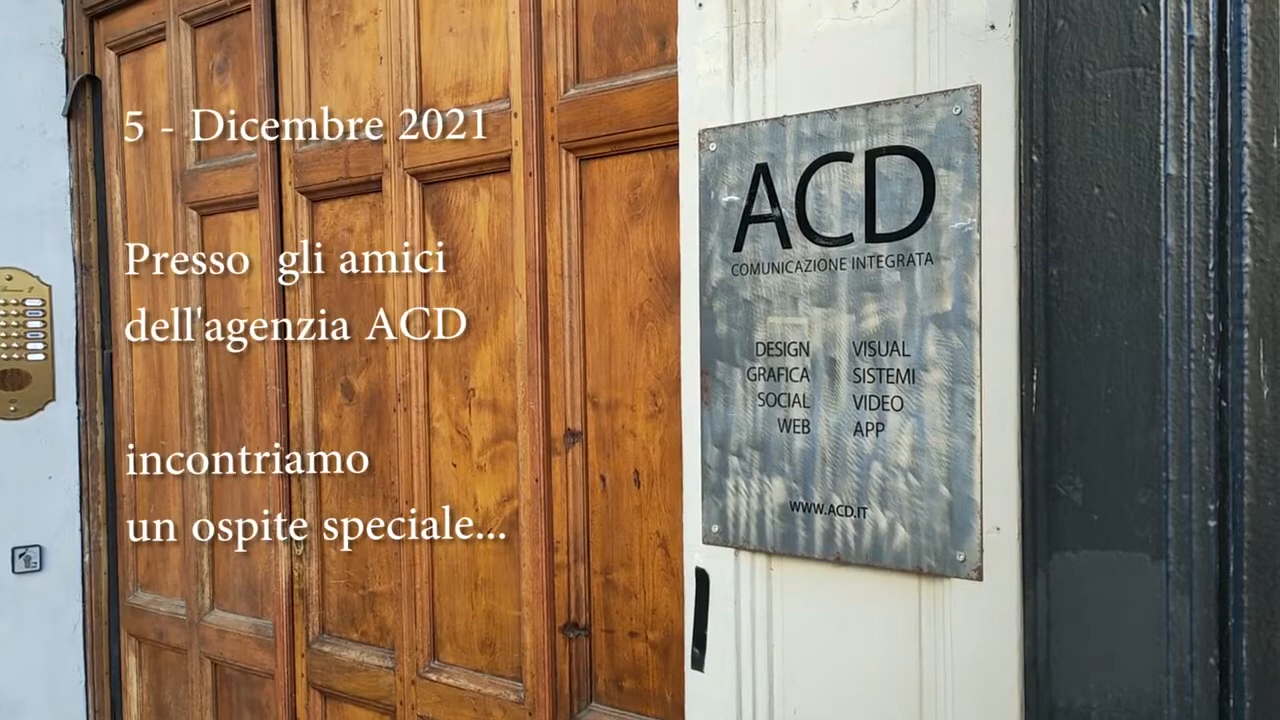 5 - Dicembre 2021
Presso gli amici
dell'agenzia ACD
incontriamo
un ospite speciale...
ACD
COMUNICAZIONE INTEGRATA
DESIGN
GRAFICA
SOCIAL
WEB
VISUAL
SISTEMI
VIDEO
APP
WWW.ACD.IT